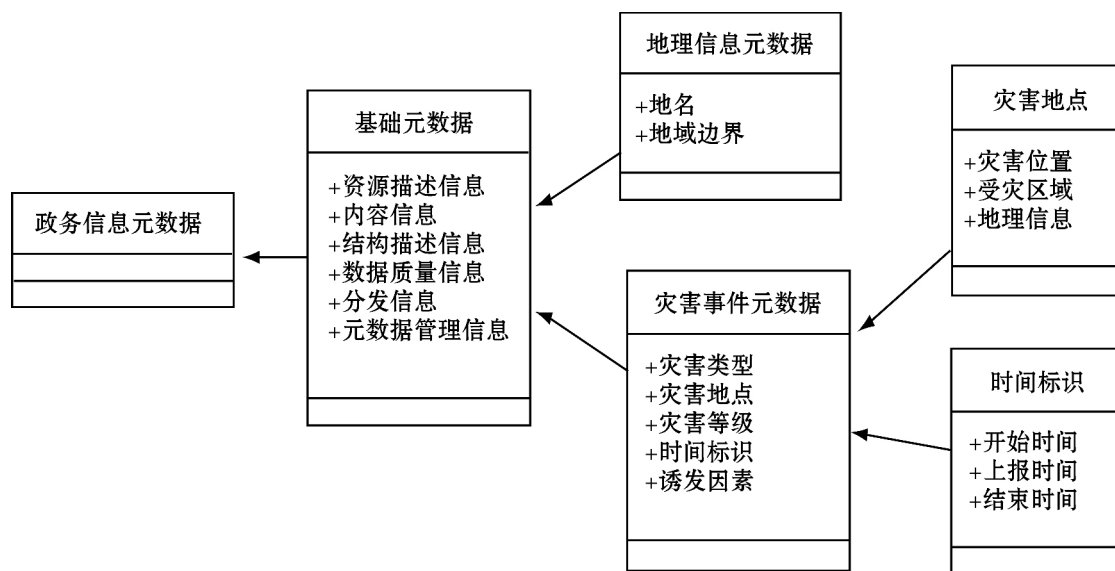 政务信息元数据
基础元数据
+资源描述信息
+内容信息
+结构描述信息
+数据质量信息
+分发信息
+元数据管理信息
地理信息元数据
+地名
+地域边界
灾害事件元数据
+灾害类型
+灾害地点
+灾害等级
+时间标识
+诱发因素
灾害地点
+灾害位置
+受灾区域
+地理信息
时间标识
+开始时间
+上报时间
+结束时间